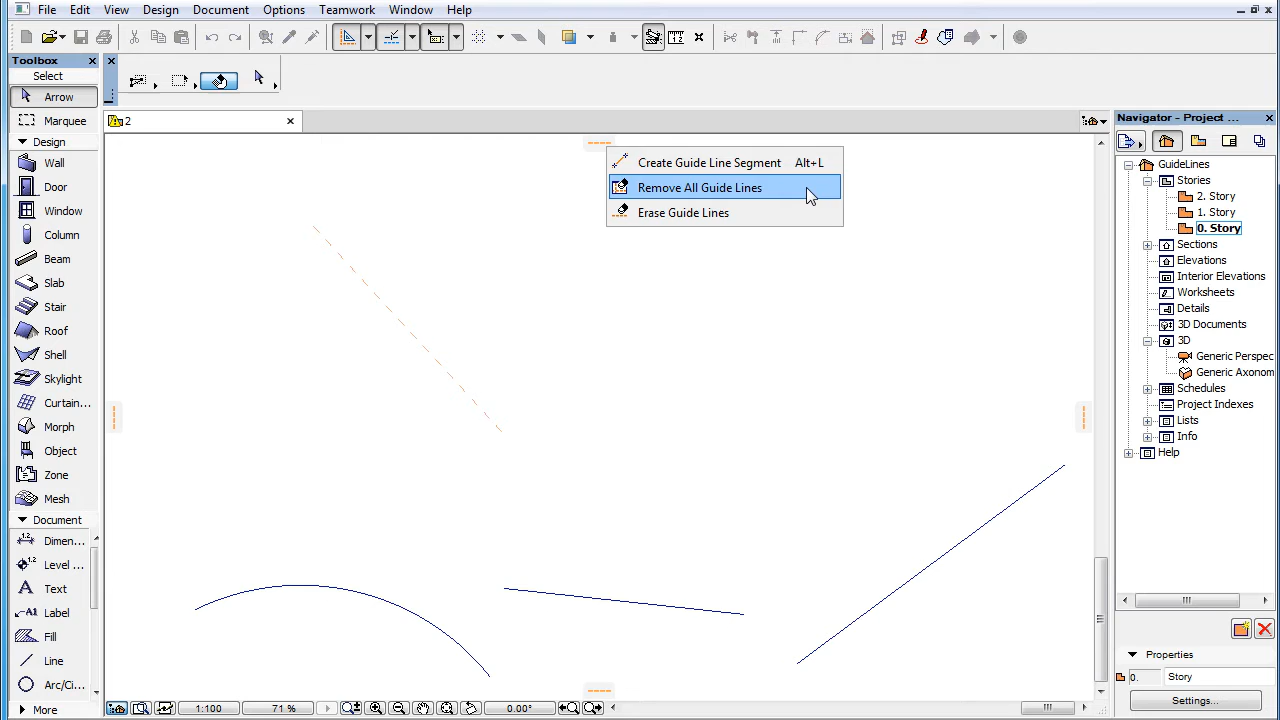 File Edit View Design Document Options Teamwork Window Help
Toolbox
Select
Arrow
Marquee
Design
Wall
Door
Window
Column
Beam
Slab
Stair
Roof
Shell
Skylight
Curtain...
Morph
Object
Zone
Mesh
Document
Dimen...
1.2
Level ...
Text
A1 Label
Fill
Line
Arc/Ci...
More
2
Create Guide Line Segment Alt+L
Remove All Guide Lines
Erase Guide Lines
1:100 71 % 0.00°
Navigator - Project ...
GuideLines
Stories
2. Story
1. Story
0. Story
Sections
Elevations
Interior Elevations
Worksheets
Details
3D Documents
3D
Generic Perspec
Generic Axonom
Schedules
Project Indexes
Lists
Info
Help
Properties
0. Story
Settings...